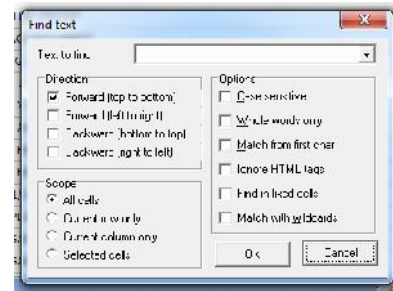 Find text
Text to find
Direction
Forward (top to bottom)
Forward (left to right)
Backward (bottom to top)
Backward (right to left)
Scope
All cells
Current row only
Current column only
Selected cells
Options
Case sensitive
Whole words only
Match from first char
Ignore HTML tags
Find in fixed cells
Match with wildcards
Ok
Cancel